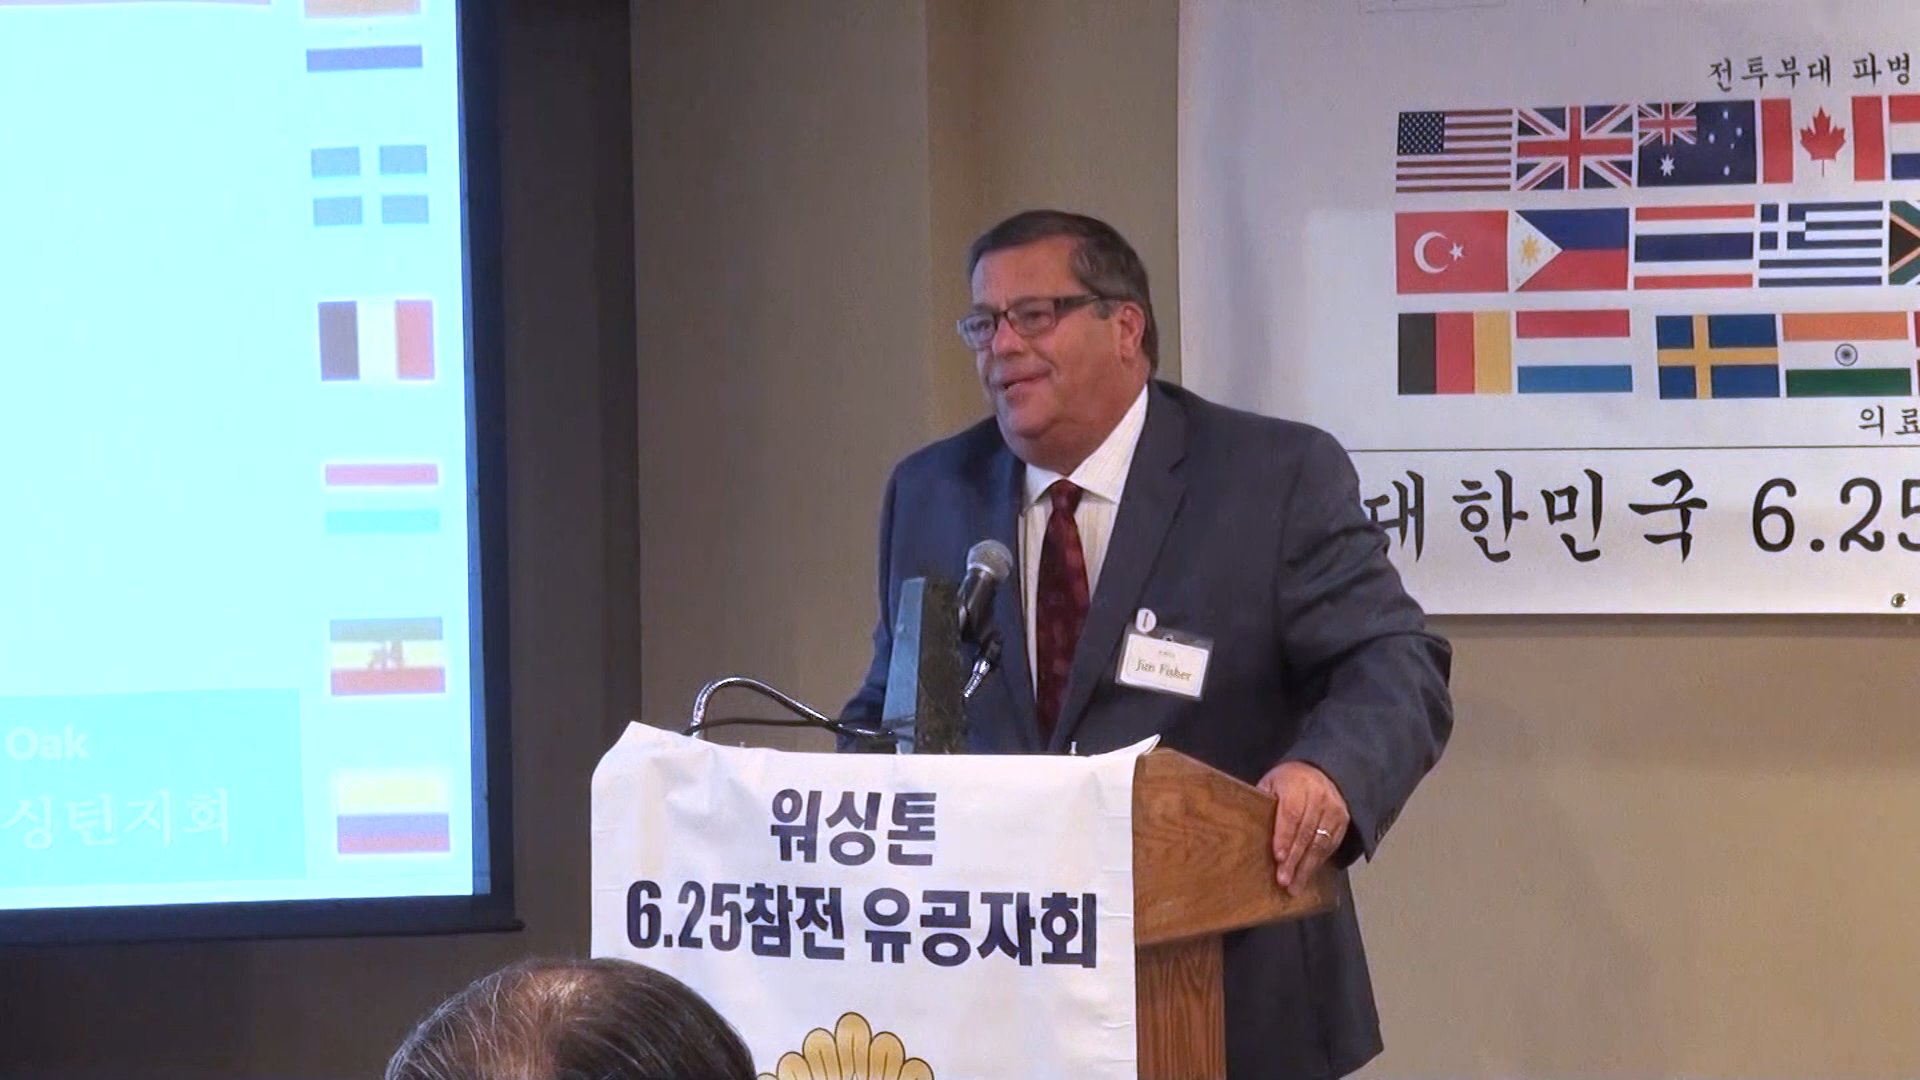 Oak
싱턴지회
전투부대 파병
의료
대한민국 6.25
Jim Fisher
워싱톤
6.25참전 유공자회